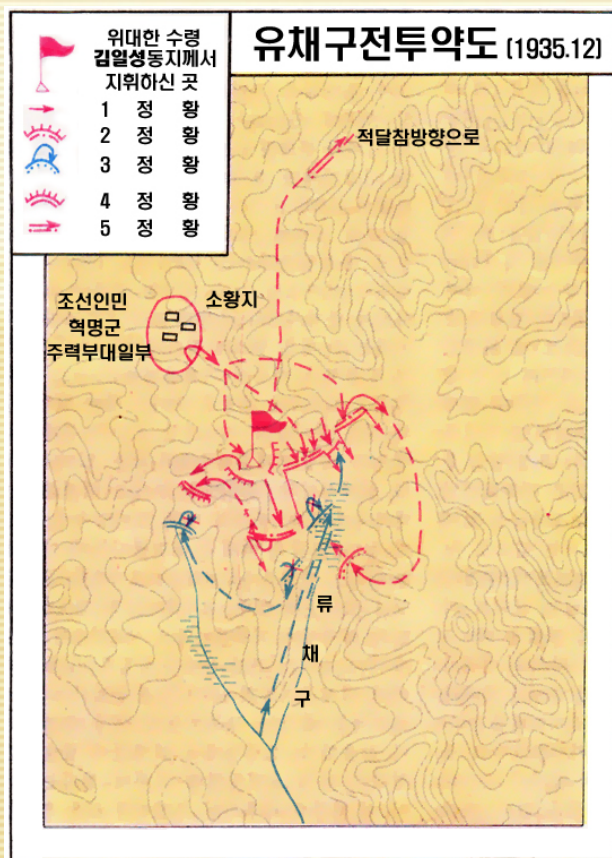 유채구전투약도 (1935.12)
위대한 수령
김일성동지께서
지휘하신 곳
1 정 황
2 정 황
3 정 황
4 정 황
5 정 황
적달참방향으로
소황지
조선인민
혁명군
주력부대일부
류
채
구